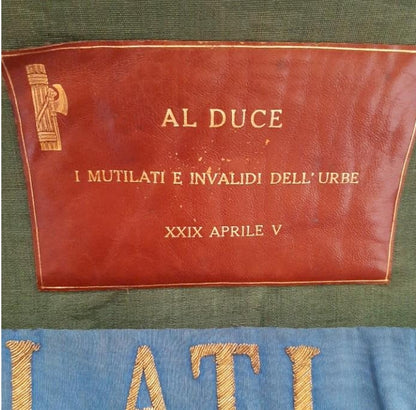 AL DUCE
I MUTILATI E INVALIDI DELL'URBE
XXIX APRILE V
LATI